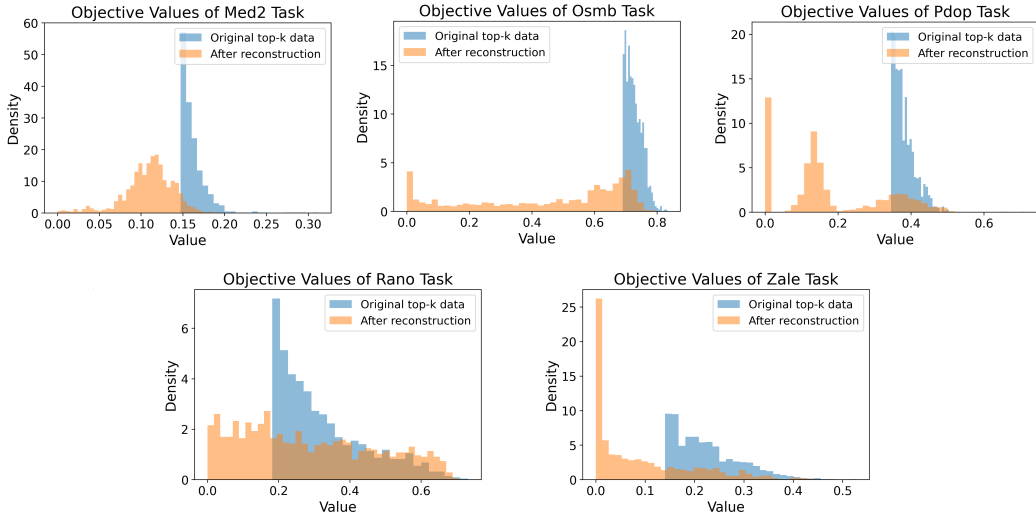 Objective Values of Med2 Task
Original top-k data
After reconstruction
Density
60
50
40
30
20
10
0
0.00 0.05 0.10 0.15 0.20 0.25 0.30
Value
Objective Values of Osmb Task
Original top-k data
After reconstruction
Density
15
10
5
0
0.0 0.2 0.4 0.6 0.8
Value
Objective Values of Pdop Task
Original top-k data
After reconstruction
Density
20
15
10
5
0
0.0 0.2 0.4 0.6
Value
Objective Values of Rano Task
Original top-k data
After reconstruction
Density
6
4
2
0
0.0 0.2 0.4 0.6
Value
Objective Values of Zale Task
Original top-k data
After reconstruction
Density
25
20
15
10
5
0
0.0 0.1 0.2 0.3 0.4 0.5
Value